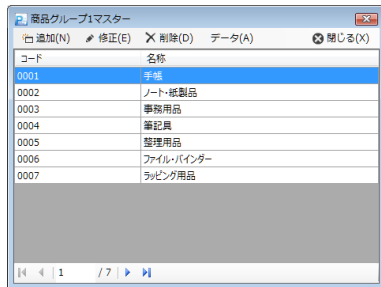 商品グループ1マスター
追加(N) 修正(E) 削除(D) データ(A) 閉じる(X)
コード 名称
0001 手帳
0002 ノート・紙製品
0003 事務用品
0004 筆記具
0005 整理用品
0006 ファイル・バインダー
0007 ラッピング用品
1 / 7